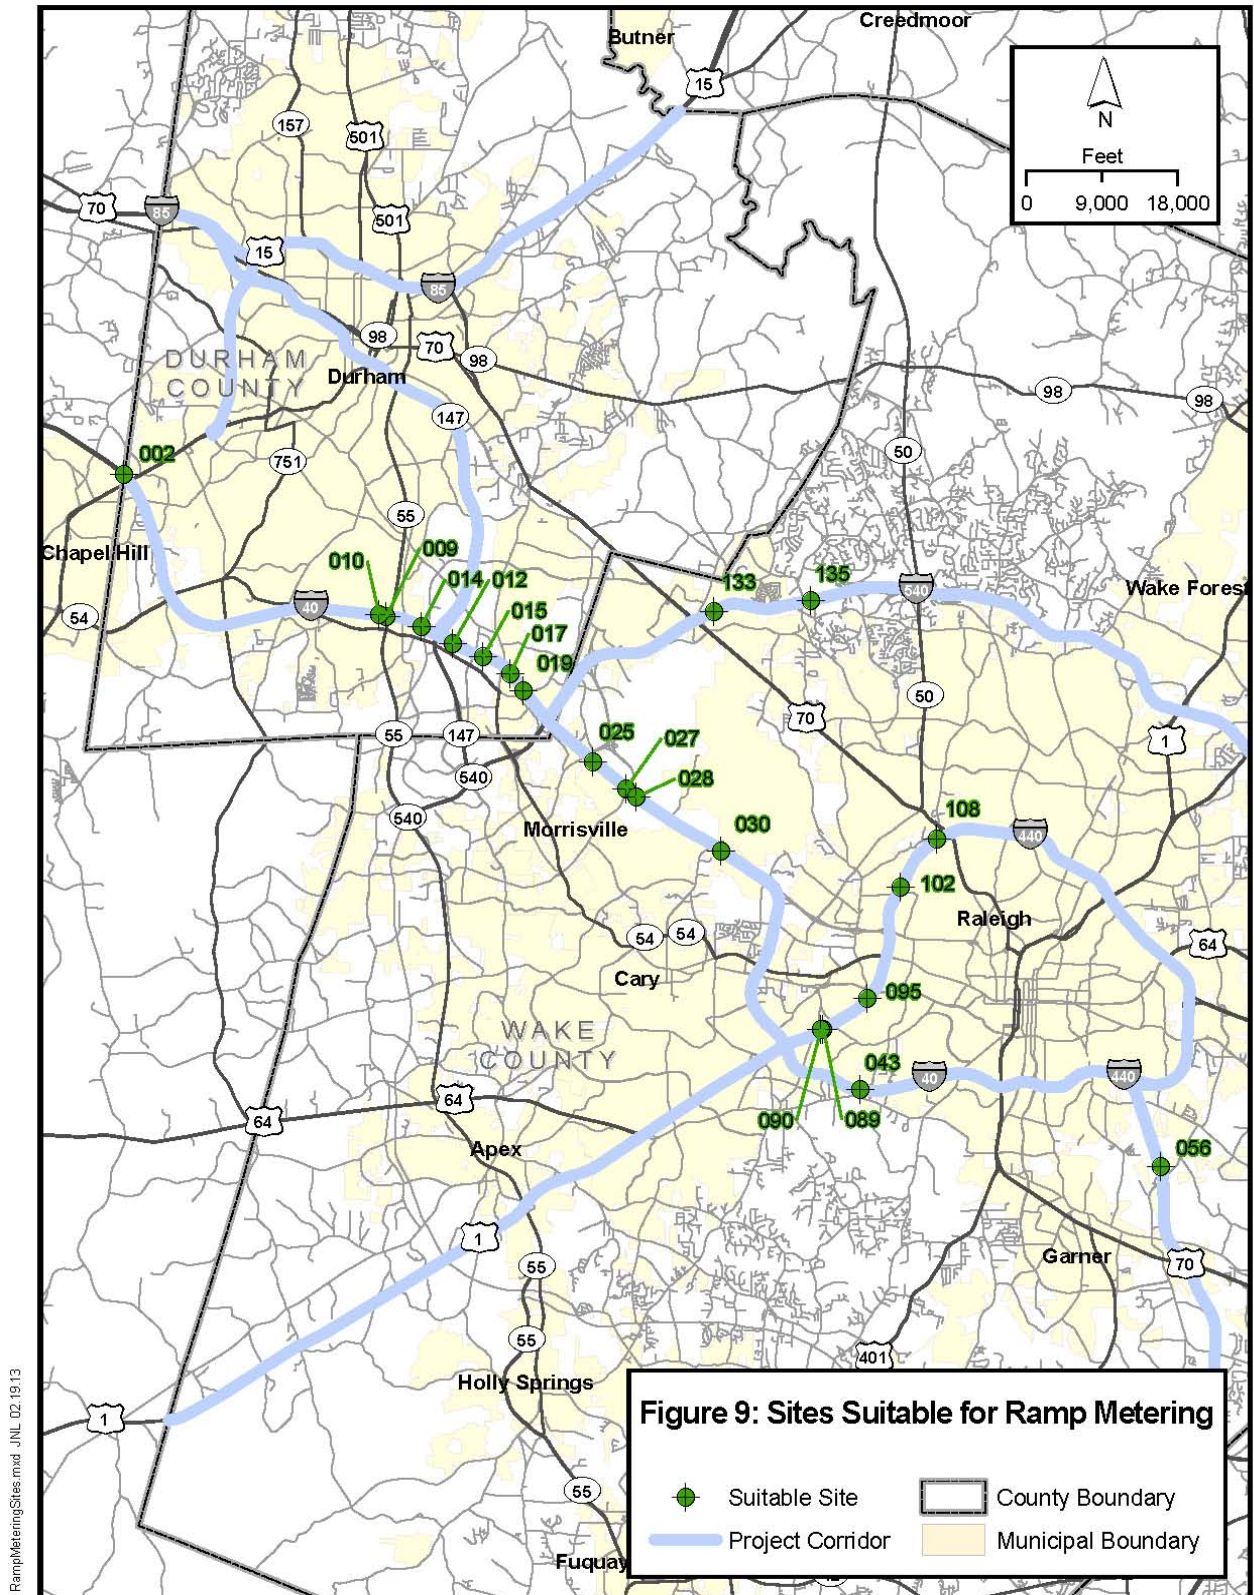 Creedmoor
Butner
15
N
Feet
0 9,000 18,000
157
501
70
85
501
15
85
98
70
98
DURHAM
COUNTY
Durham
98
98
147
50
002
751
55
Chapel Hill
010
009
014
012
40
015
017
019
54
133
135
540
Wake Forest
50
70
1
55
147
540
540
025
027
028
Morrisville
030
108
440
102
Raleigh
54
54
64
Cary
095
WAKE
COUNTY
043
40
440
090
089
64
64
Apex
056
1
55
Garner
70
55
401
Holly Springs
1
55
Fuquay
Figure 9: Sites Suitable for Ramp Metering
Suitable Site
County Boundary
Project Corridor
Municipal Boundary
RampMeteringSites.mxd JNL 02.19.13